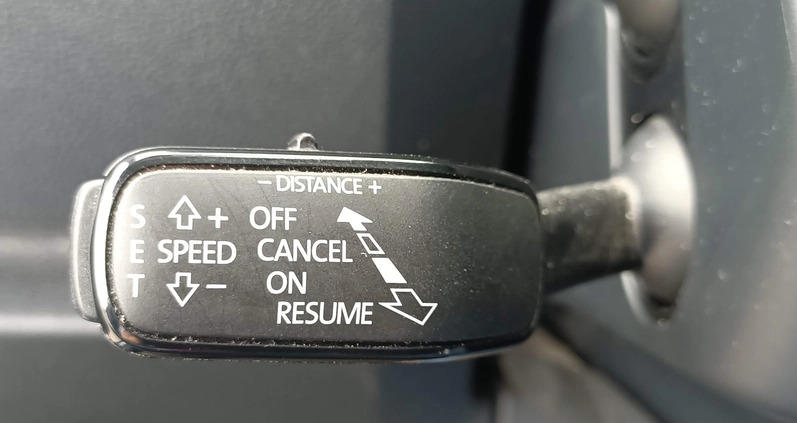 − DISTANCE +
S + OFF
E SPEED CANCEL
T − ON
RESUME